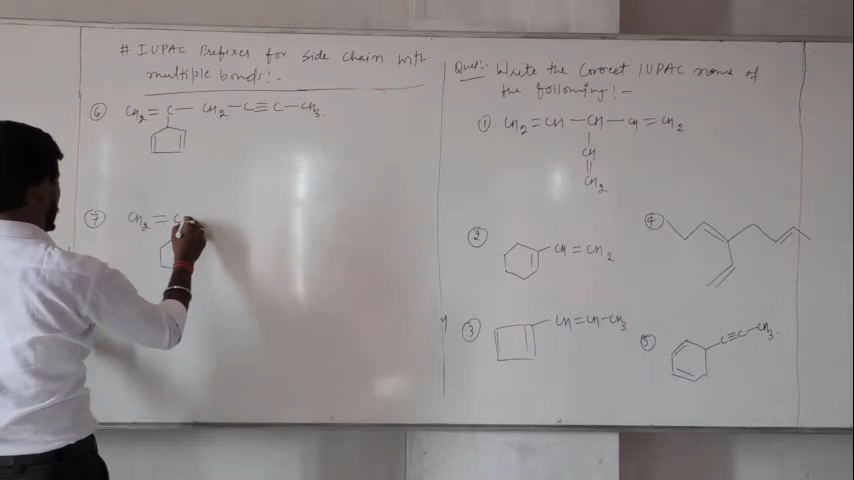 # IUPAC Prefixes for Side Chain with
multiple bonds:-
⑥ CH2=C-CH2-C≡C-CH3.
⑦ CH2=C
Ques:- Write the Correct IUPAC name of
the following:-
① CH2=CH-CH-CH=CH2
CH
CH2
② CH=CH2
③ CH=CH-CH3.
④
⑤ C≡C-CH3.